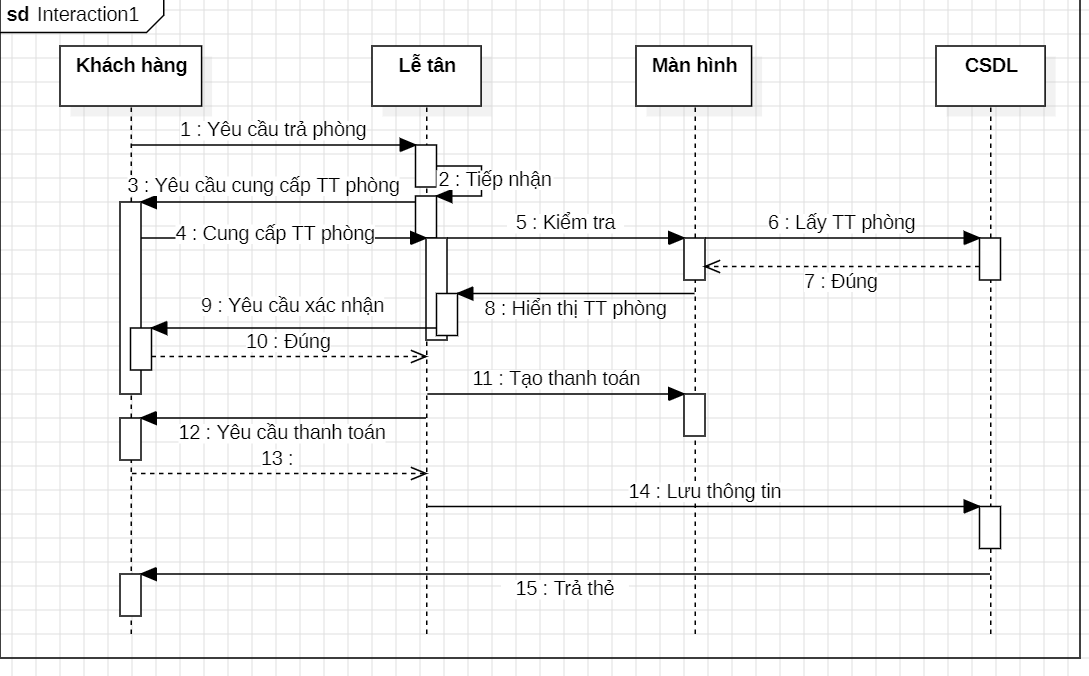 sd Interaction1
Khách hàng
Lễ tân
Màn hình
CSDL
1 : Yêu cầu trả phòng
2 : Tiếp nhận
3 : Yêu cầu cung cấp TT phòng
4 : Cung cấp TT phòng
5 : Kiểm tra
6 : Lấy TT phòng
7 : Đúng
8 : Hiển thị TT phòng
9 : Yêu cầu xác nhận
10 : Đúng
11 : Tạo thanh toán
12 : Yêu cầu thanh toán
13 :
14 : Lưu thông tin
15 : Trả thẻ